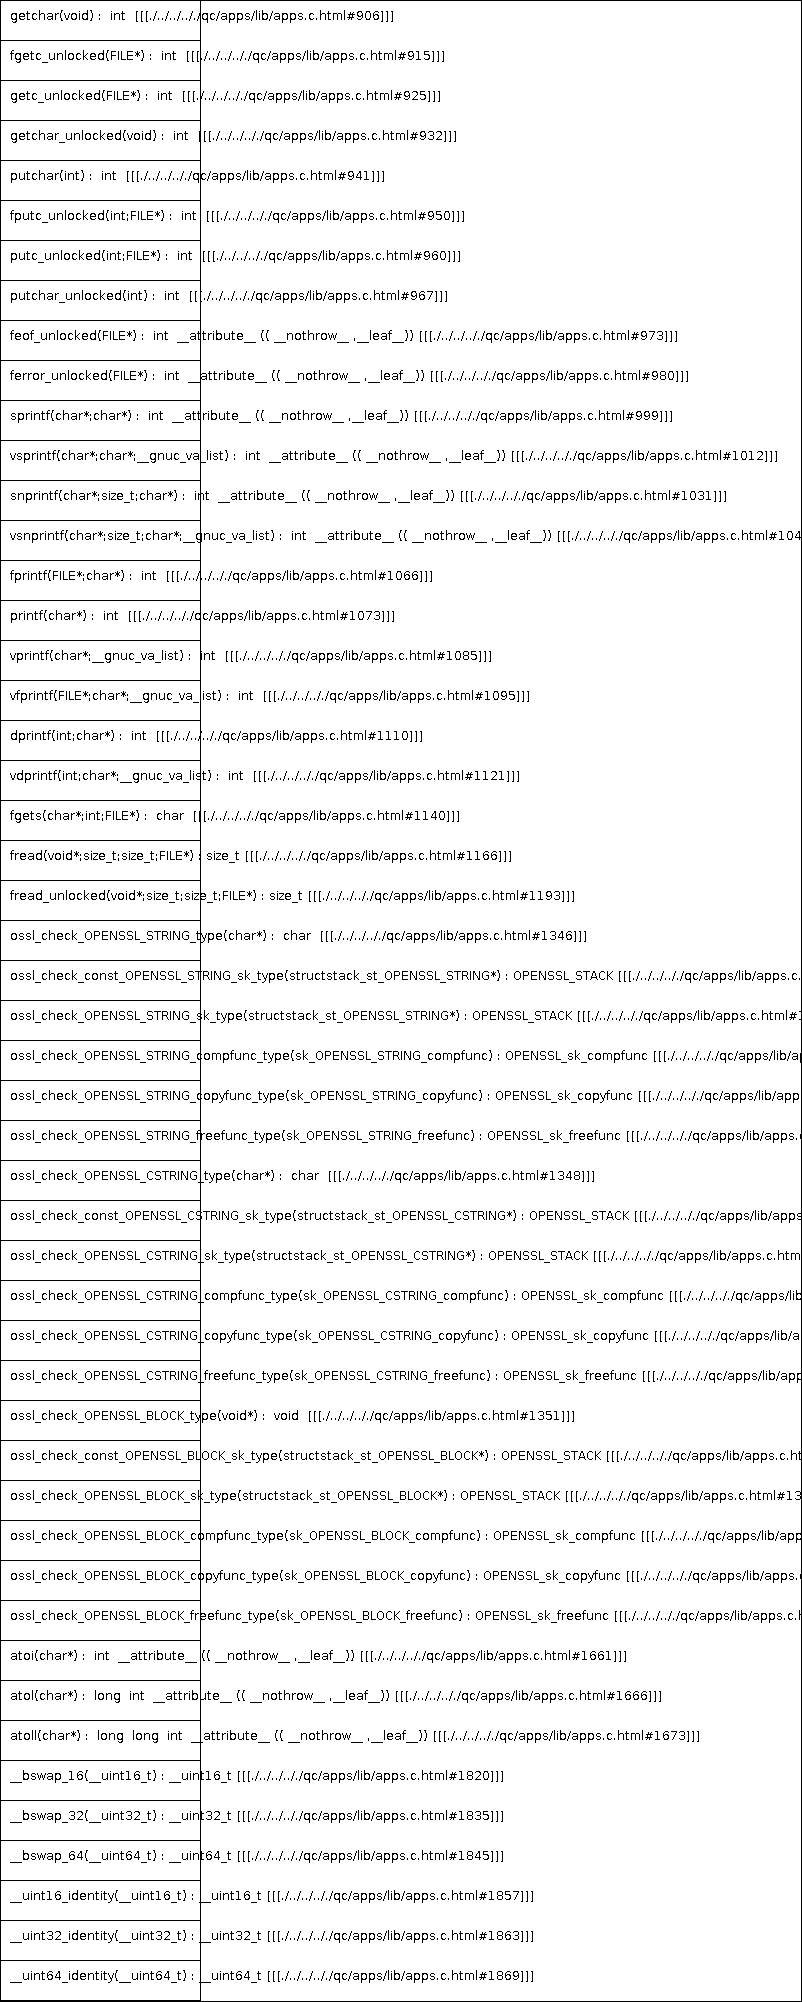 getchar(void) : int [[[./../../../qc/apps/lib/apps.c.html#906]]]
fgetc_unlocked(FILE*) : int [[[./../../../qc/apps/lib/apps.c.html#915]]]
getc_unlocked(FILE*) : int [[[./../../../qc/apps/lib/apps.c.html#925]]]
getchar_unlocked(void) : int [[[./../../../qc/apps/lib/apps.c.html#932]]]
putchar(int) : int [[[./../../../qc/apps/lib/apps.c.html#941]]]
fputc_unlocked(int;FILE*) : int [[[./../../../qc/apps/lib/apps.c.html#950]]]
putc_unlocked(int;FILE*) : int [[[./../../../qc/apps/lib/apps.c.html#960]]]
putchar_unlocked(int) : int [[[./../../../qc/apps/lib/apps.c.html#967]]]
feof_unlocked(FILE*) : int __attribute__ (( __nothrow__ ,__leaf__)) [[[./../../../qc/apps/lib/apps.c.html#973]]]
ferror_unlocked(FILE*) : int __attribute__ (( __nothrow__ ,__leaf__)) [[[./../../../qc/apps/lib/apps.c.html#980]]]
sprintf(char*;char*) : int __attribute__ (( __nothrow__ ,__leaf__)) [[[./../../../qc/apps/lib/apps.c.html#999]]]
vsprintf(char*;char*;__gnuc_va_list) : int __attribute__ (( __nothrow__ ,__leaf__)) [[[./../../../qc/apps/lib/apps.c.html#1012]]]
snprintf(char*;size_t;char*) : int __attribute__ (( __nothrow__ ,__leaf__)) [[[./../../../qc/apps/lib/apps.c.html#1031]]]
vsnprintf(char*;size_t;char*;__gnuc_va_list) : int __attribute__ (( __nothrow__ ,__leaf__)) [[[./../../../qc/apps/lib/apps.c.html#104
fprintf(FILE*;char*) : int [[[./../../../qc/apps/lib/apps.c.html#1066]]]
printf(char*) : int [[[./../../../qc/apps/lib/apps.c.html#1073]]]
vprintf(char*;__gnuc_va_list) : int [[[./../../../qc/apps/lib/apps.c.html#1085]]]
vfprintf(FILE*;char*;__gnuc_va_list) : int [[[./../../../qc/apps/lib/apps.c.html#1095]]]
dprintf(int;char*) : int [[[./../../../qc/apps/lib/apps.c.html#1110]]]
vdprintf(int;char*;__gnuc_va_list) : int [[[./../../../qc/apps/lib/apps.c.html#1121]]]
fgets(char*;int;FILE*) : char [[[./../../../qc/apps/lib/apps.c.html#1140]]]
fread(void*;size_t;size_t;FILE*) : size_t [[[./../../../qc/apps/lib/apps.c.html#1166]]]
fread_unlocked(void*;size_t;size_t;FILE*) : size_t [[[./../../../qc/apps/lib/apps.c.html#1193]]]
ossl_check_OPENSSL_STRING_type(char*) : char [[[./../../../qc/apps/lib/apps.c.html#1346]]]
ossl_check_const_OPENSSL_STRING_sk_type(structstack_st_OPENSSL_STRING*) : OPENSSL_STACK [[[./../../../qc/apps/lib/apps.c.
ossl_check_OPENSSL_STRING_sk_type(structstack_st_OPENSSL_STRING*) : OPENSSL_STACK [[[./../../../qc/apps/lib/apps.c.html#1
ossl_check_OPENSSL_STRING_compfunc_type(sk_OPENSSL_STRING_compfunc) : OPENSSL_sk_compfunc [[[./../../../qc/apps/lib/ap
ossl_check_OPENSSL_STRING_copyfunc_type(sk_OPENSSL_STRING_copyfunc) : OPENSSL_sk_copyfunc [[[./../../../qc/apps/lib/app
ossl_check_OPENSSL_STRING_freefunc_type(sk_OPENSSL_STRING_freefunc) : OPENSSL_sk_freefunc [[[./../../../qc/apps/lib/apps.
ossl_check_OPENSSL_CSTRING_type(char*) : char [[[./../../../qc/apps/lib/apps.c.html#1348]]]
ossl_check_const_OPENSSL_CSTRING_sk_type(structstack_st_OPENSSL_CSTRING*) : OPENSSL_STACK [[[./../../../qc/apps/lib/apps
ossl_check_OPENSSL_CSTRING_sk_type(structstack_st_OPENSSL_CSTRING*) : OPENSSL_STACK [[[./../../../qc/apps/lib/apps.c.htm
ossl_check_OPENSSL_CSTRING_compfunc_type(sk_OPENSSL_CSTRING_compfunc) : OPENSSL_sk_compfunc [[[./../../../qc/apps/lib
ossl_check_OPENSSL_CSTRING_copyfunc_type(sk_OPENSSL_CSTRING_copyfunc) : OPENSSL_sk_copyfunc [[[./../../../qc/apps/lib/a
ossl_check_OPENSSL_CSTRING_freefunc_type(sk_OPENSSL_CSTRING_freefunc) : OPENSSL_sk_freefunc [[[./../../../qc/apps/lib/app
ossl_check_OPENSSL_BLOCK_type(void*) : void [[[./../../../qc/apps/lib/apps.c.html#1351]]]
ossl_check_const_OPENSSL_BLOCK_sk_type(structstack_st_OPENSSL_BLOCK*) : OPENSSL_STACK [[[./../../../qc/apps/lib/apps.c.ht
ossl_check_OPENSSL_BLOCK_sk_type(structstack_st_OPENSSL_BLOCK*) : OPENSSL_STACK [[[./../../../qc/apps/lib/apps.c.html#13
ossl_check_OPENSSL_BLOCK_compfunc_type(sk_OPENSSL_BLOCK_compfunc) : OPENSSL_sk_compfunc [[[./../../../qc/apps/lib/app
ossl_check_OPENSSL_BLOCK_copyfunc_type(sk_OPENSSL_BLOCK_copyfunc) : OPENSSL_sk_copyfunc [[[./../../../qc/apps/lib/apps.
ossl_check_OPENSSL_BLOCK_freefunc_type(sk_OPENSSL_BLOCK_freefunc) : OPENSSL_sk_freefunc [[[./../../../qc/apps/lib/apps.c.h
atoi(char*) : int __attribute__ (( __nothrow__ ,__leaf__)) [[[./../../../qc/apps/lib/apps.c.html#1661]]]
atol(char*) : long int __attribute__ (( __nothrow__ ,__leaf__)) [[[./../../../qc/apps/lib/apps.c.html#1666]]]
atoll(char*) : long long int __attribute__ (( __nothrow__ ,__leaf__)) [[[./../../../qc/apps/lib/apps.c.html#1673]]]
__bswap_16(__uint16_t) : __uint16_t [[[./../../../qc/apps/lib/apps.c.html#1820]]]
__bswap_32(__uint32_t) : __uint32_t [[[./../../../qc/apps/lib/apps.c.html#1835]]]
__bswap_64(__uint64_t) : __uint64_t [[[./../../../qc/apps/lib/apps.c.html#1845]]]
__uint16_identity(__uint16_t) : __uint16_t [[[./../../../qc/apps/lib/apps.c.html#1857]]]
__uint32_identity(__uint32_t) : __uint32_t [[[./../../../qc/apps/lib/apps.c.html#1863]]]
__uint64_identity(__uint64_t) : __uint64_t [[[./../../../qc/apps/lib/apps.c.html#1869]]]